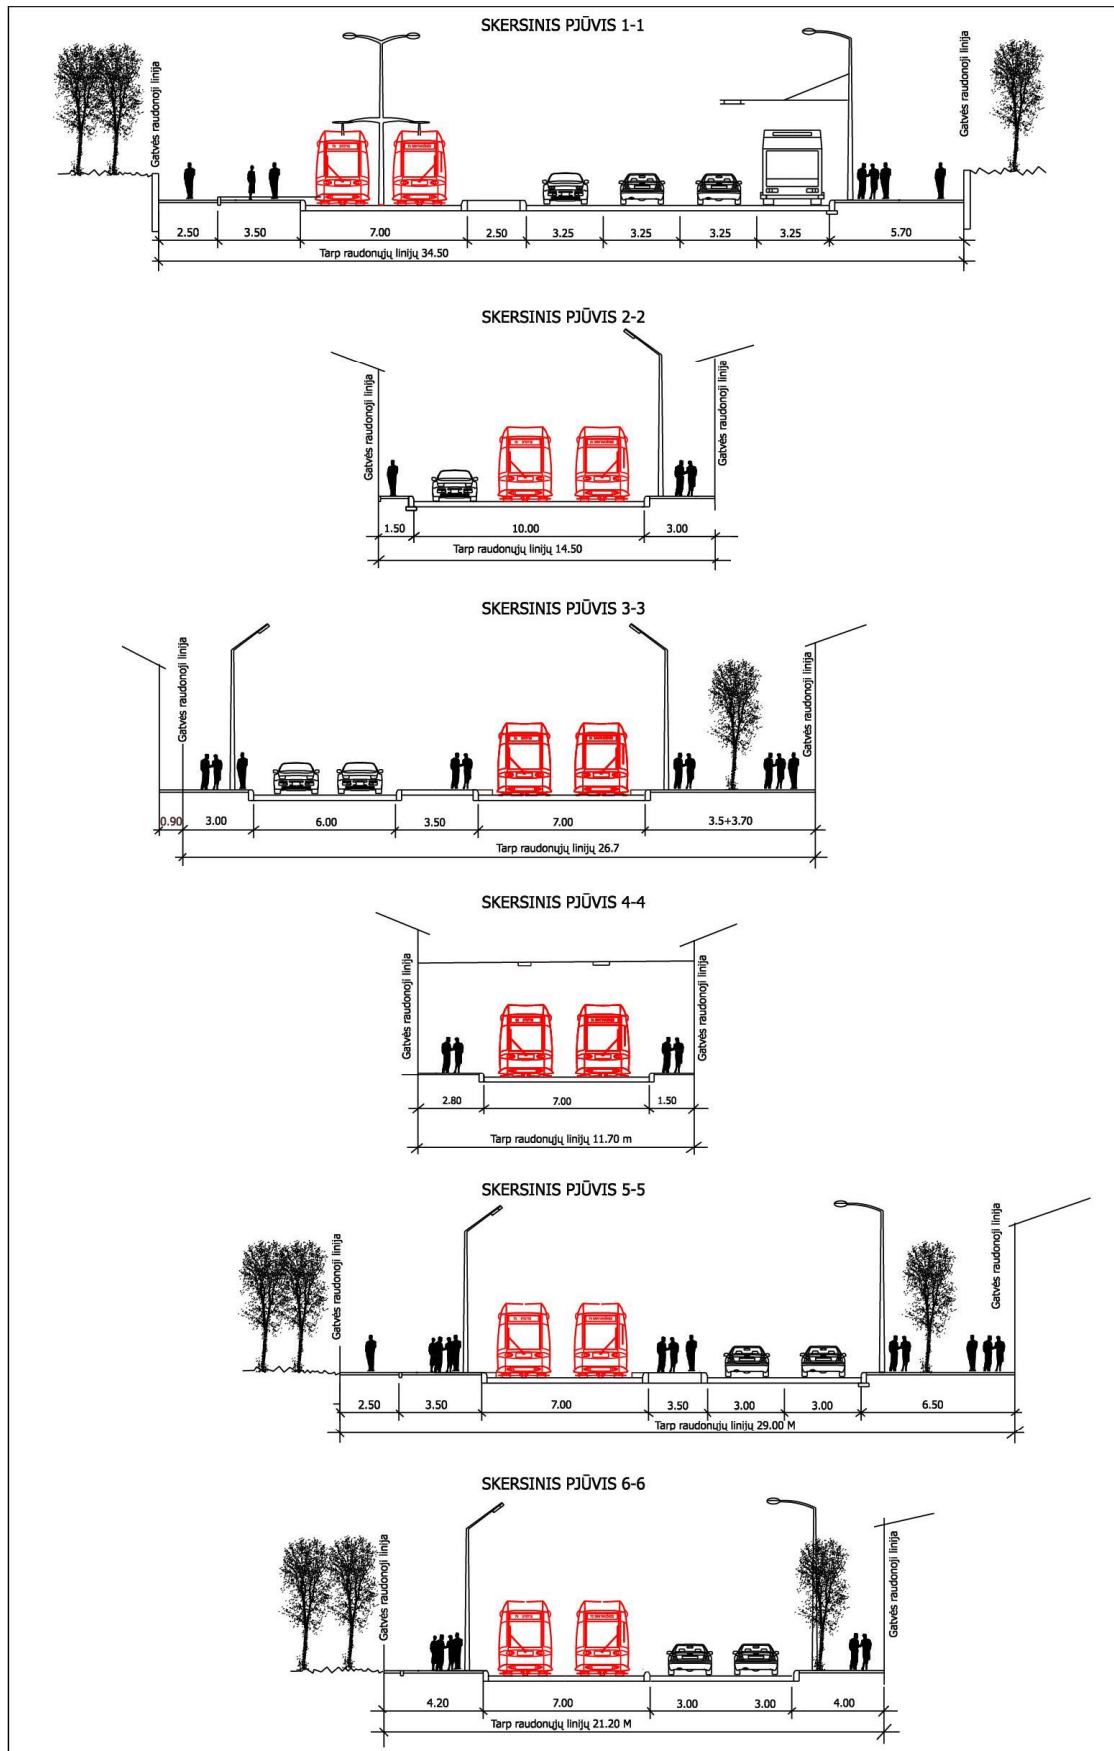 SKERSINIS PJŪVIS 1-1
Gatvės raudonoji linija
Gatvės raudonoji linija
2.50 3.50 7.00 2.50 3.25 3.25 3.25 3.25 5.70
Tarp raudonųjų linijų 34.50
SKERSINIS PJŪVIS 2-2
Gatvės raudonoji linija
Gatvės raudonoji linija
1.50 10.00 3.00
Tarp raudonųjų linijų 14.50
SKERSINIS PJŪVIS 3-3
Gatvės raudonoji linija
Gatvės raudonoji linija
0.90 3.00 6.00 3.50 7.00 3.5+3.70
Tarp raudonųjų linijų 26.7
SKERSINIS PJŪVIS 4-4
Gatvės raudonoji linija
Gatvės raudonoji linija
2.80 7.00 1.50
Tarp raudonųjų linijų 11.70 m
SKERSINIS PJŪVIS 5-5
Gatvės raudonoji linija
Gatvės raudonoji linija
2.50 3.50 7.00 3.50 3.00 3.00 6.50
Tarp raudonųjų linijų 29.00 M
SKERSINIS PJŪVIS 6-6
Gatvės raudonoji linija
Gatvės raudonoji linija
4.20 7.00 3.00 3.00 4.00
Tarp raudonųjų linijų 21.20 M